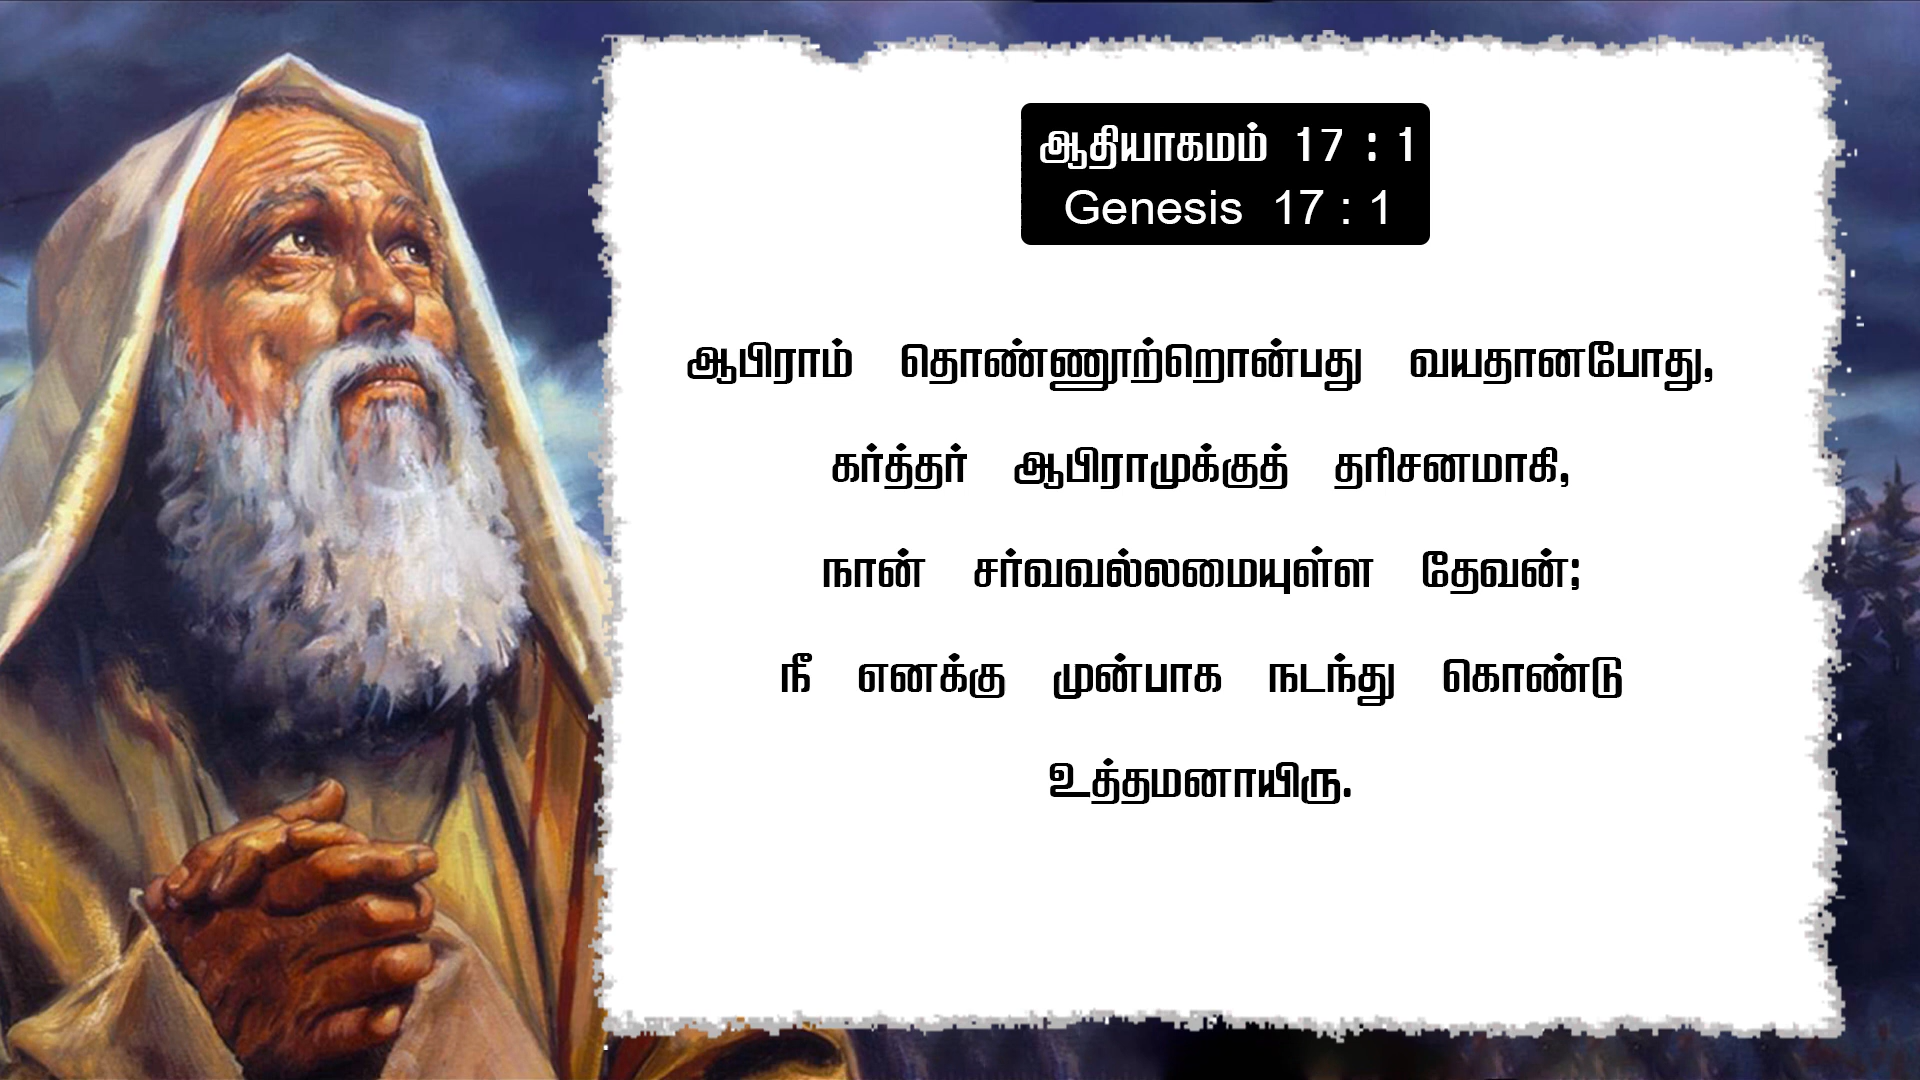 ஆதியாகமம் 17 : 1
Genesis 17 : 1
ஆபிராம் தொண்ணூற்றொன்பது வயதானபோது,
கர்த்தர் ஆபிராமுக்குத் தரிசனமாகி,
நான் சர்வவல்லமையுள்ள தேவன்;
நீ எனக்கு முன்பாக நடந்து கொண்டு
உத்தமனாயிரு.